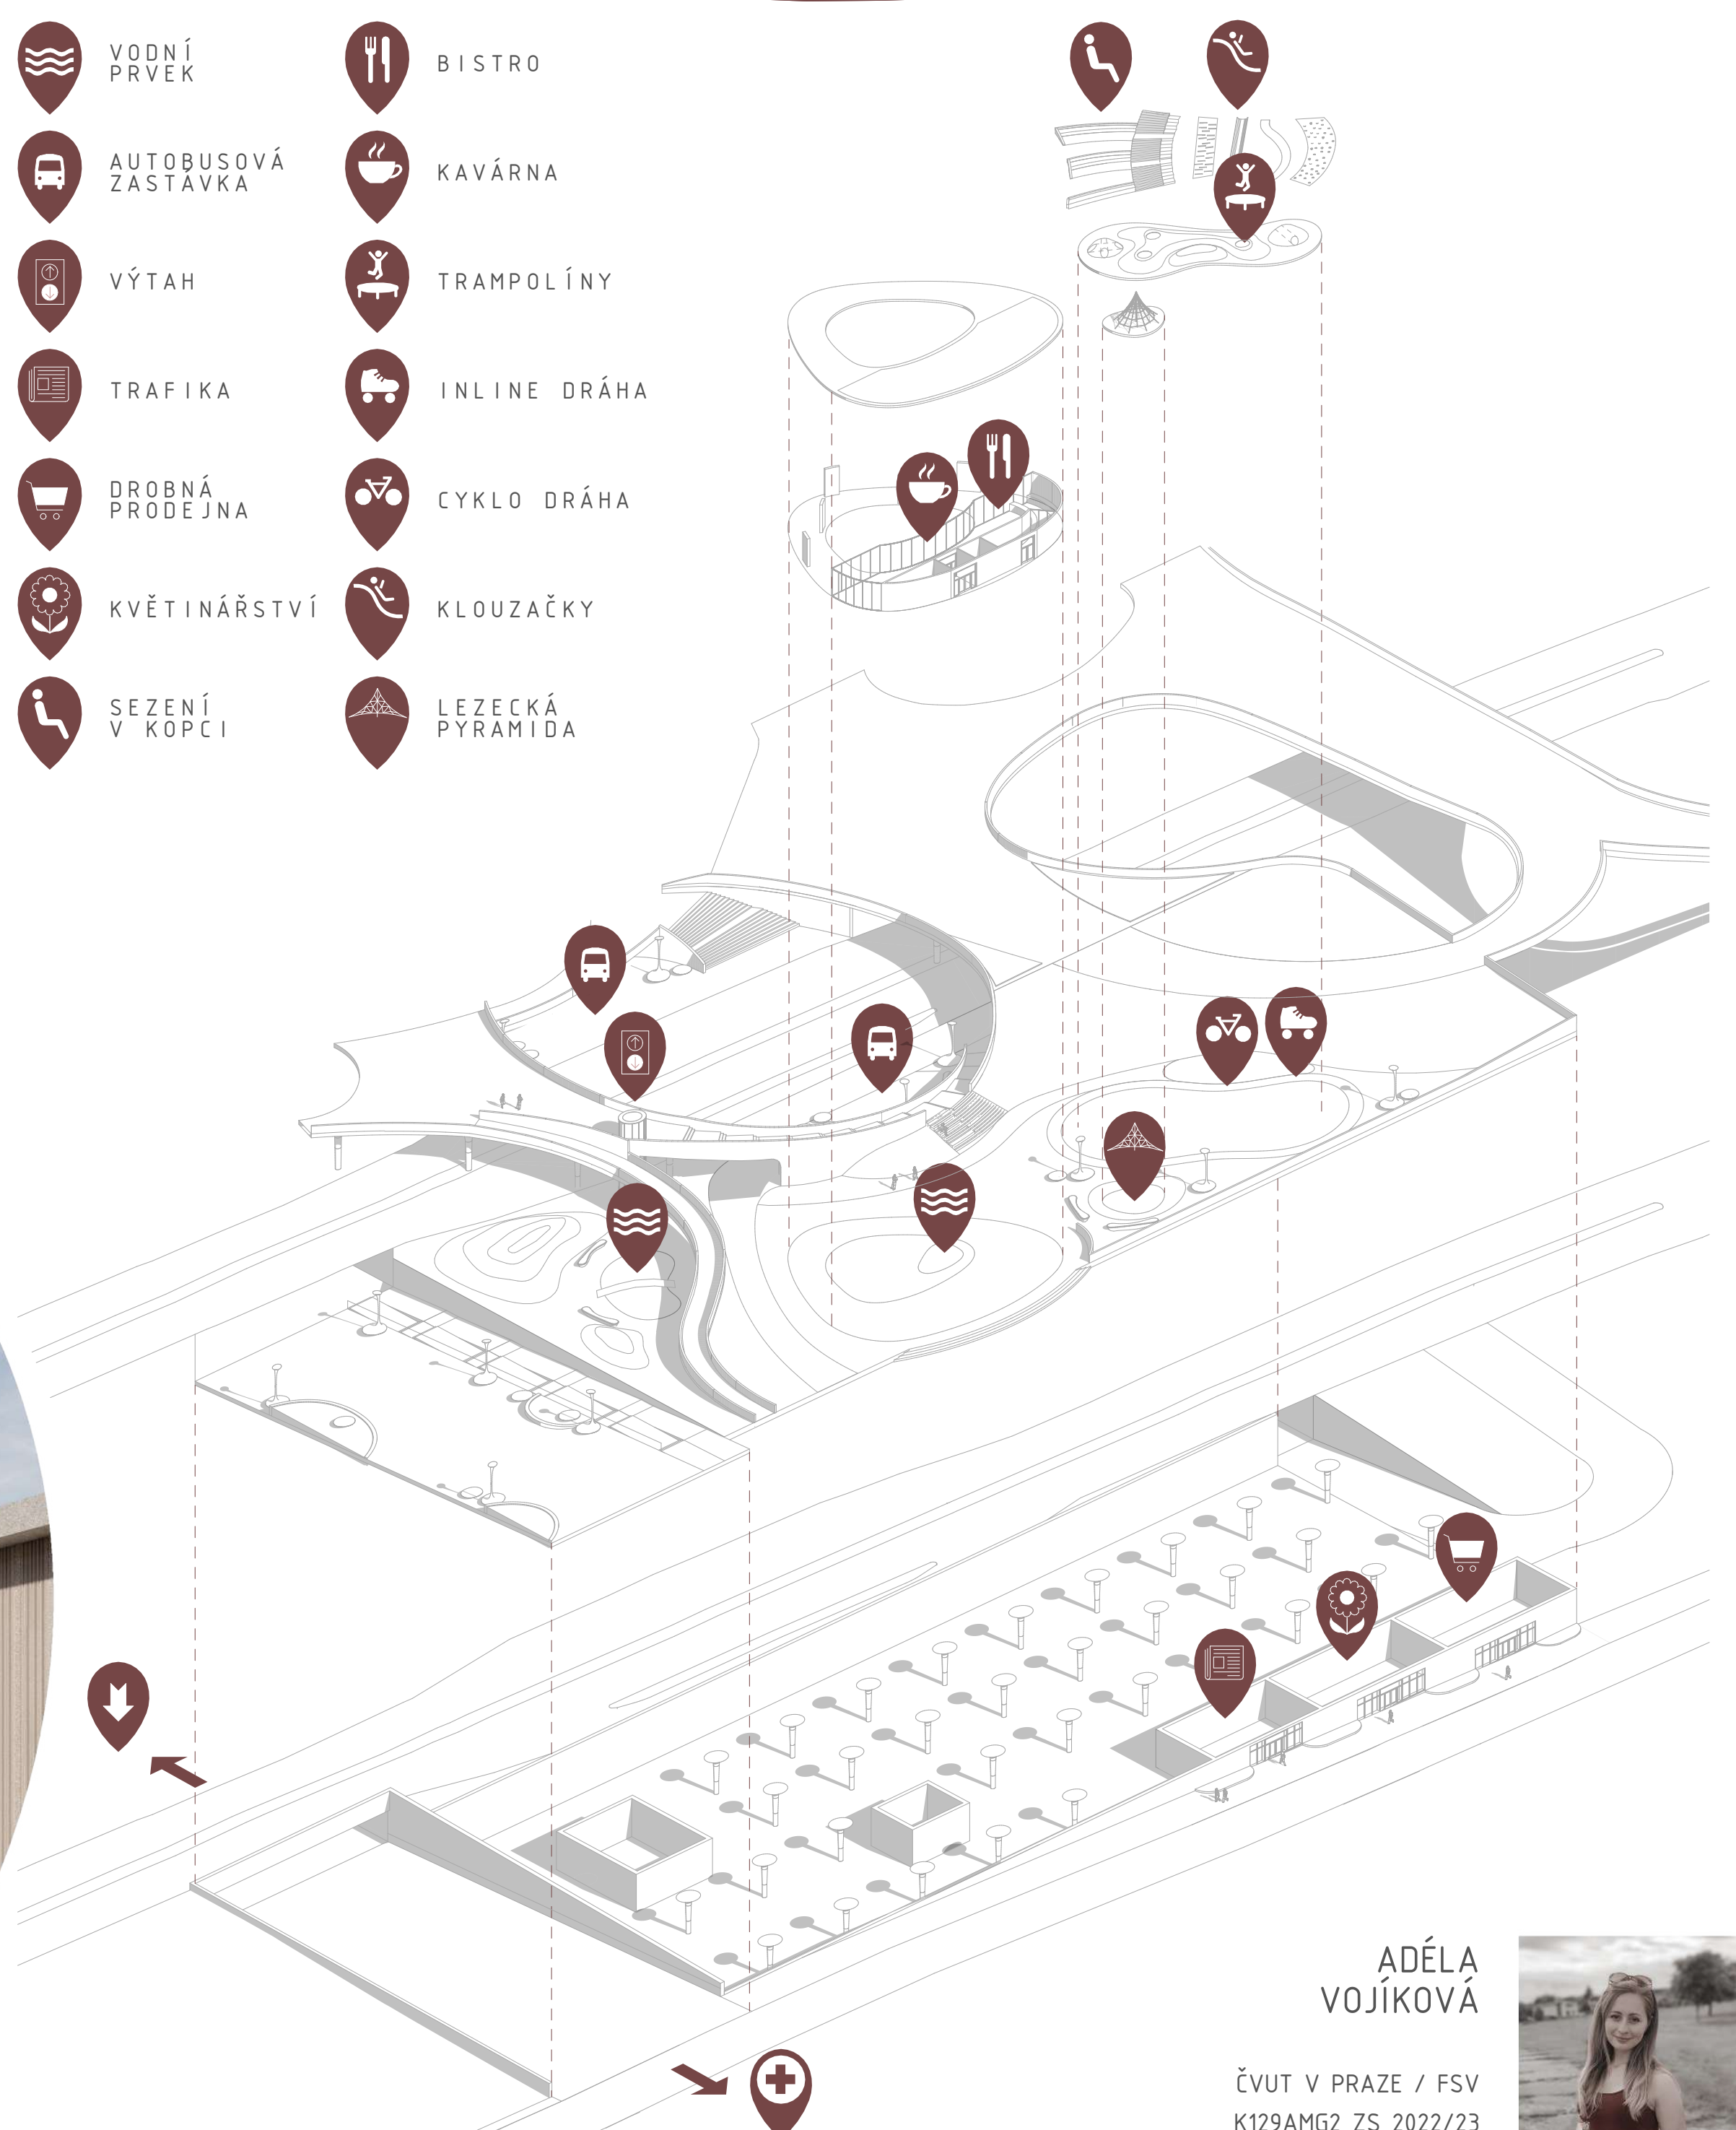 VODNÍ
PRVEK
AUTOBUSOVÁ
ZASTÁVKA
VÝTAH
TRAFIKA
DROBNÁ
PRODEJNA
KVĚTINÁŘSTVÍ
SEZENÍ
V KOPCI
BISTRO
KAVÁRNA
TRAMPOLÍNY
INLINE DRÁHA
CYKLO DRÁHA
KLOUZAČKY
LEZECKÁ
PYRAMIDA
ADÉLA
VOJÍKOVÁ
ČVUT V PRAZE / FSV
K129AMG2 ZS 2022/23